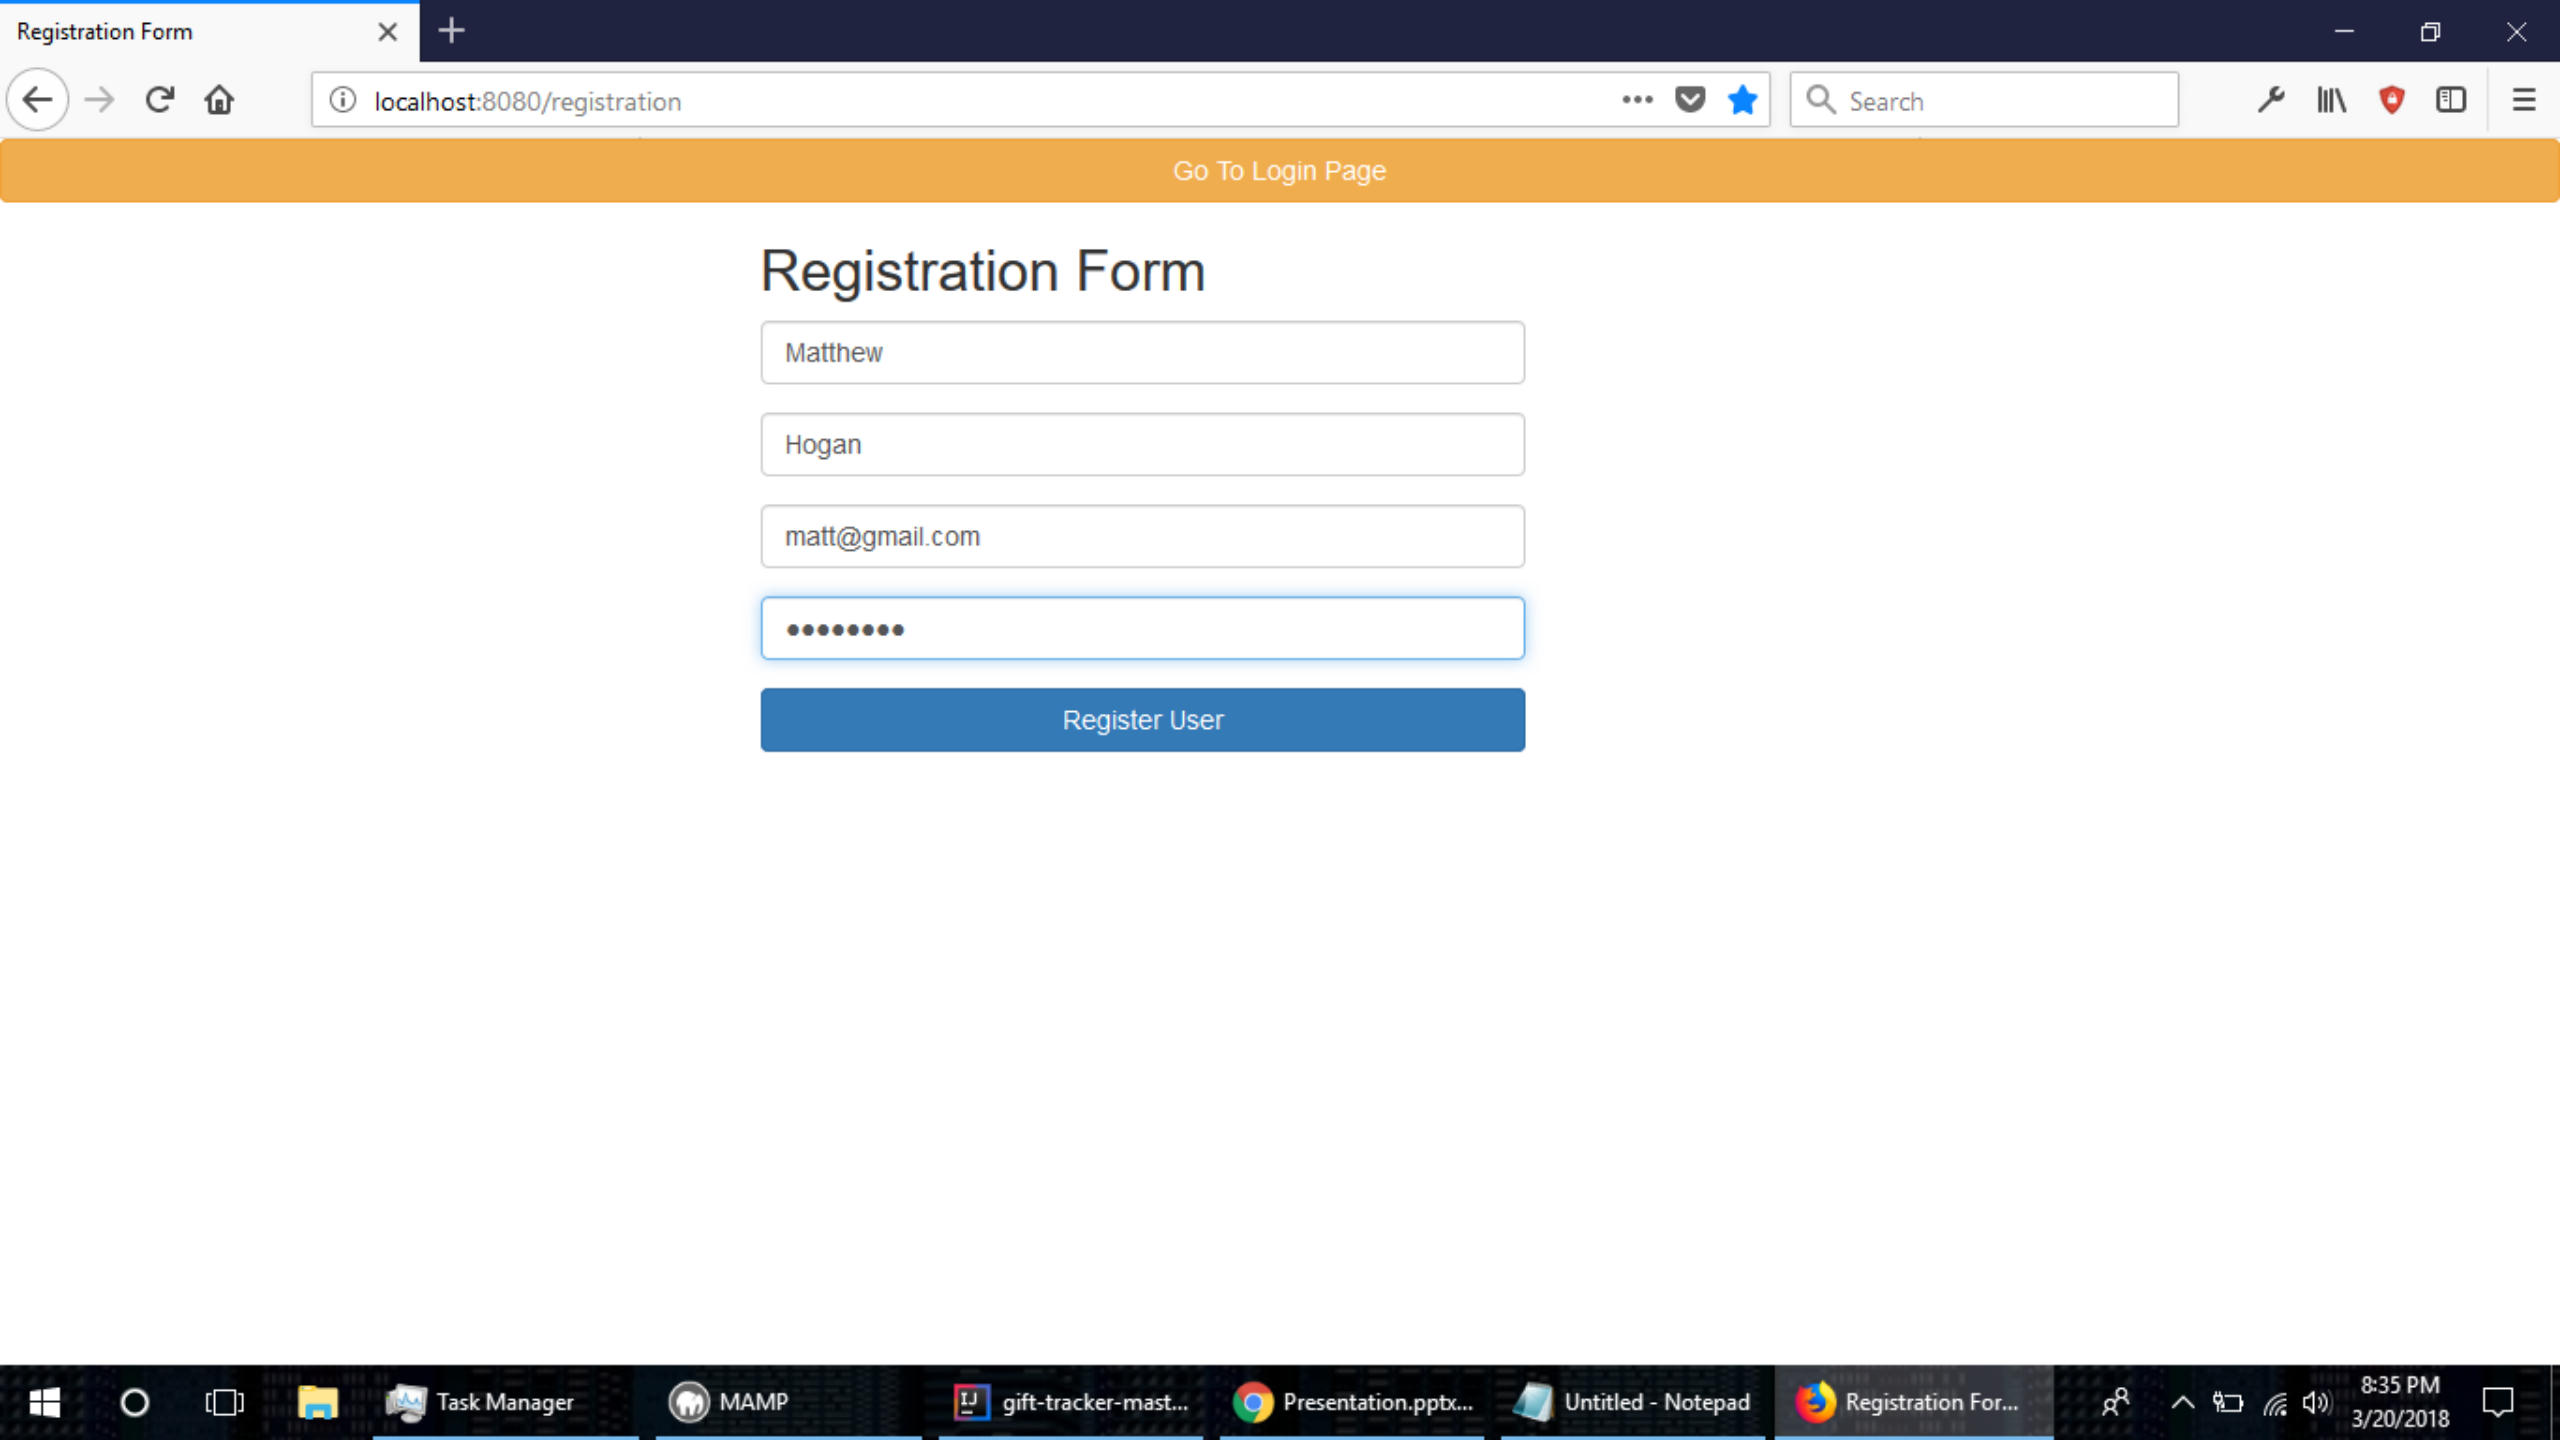 Registration Form
localhost:8080/registration
Search
Go To Login Page
Registration Form
Matthew
Hogan
matt@gmail.com
••••••••
Register User
Task Manager
MAMP
gift-tracker-mast...
Presentation.pptx...
Untitled - Notepad
Registration For...
8:35 PM
3/20/2018